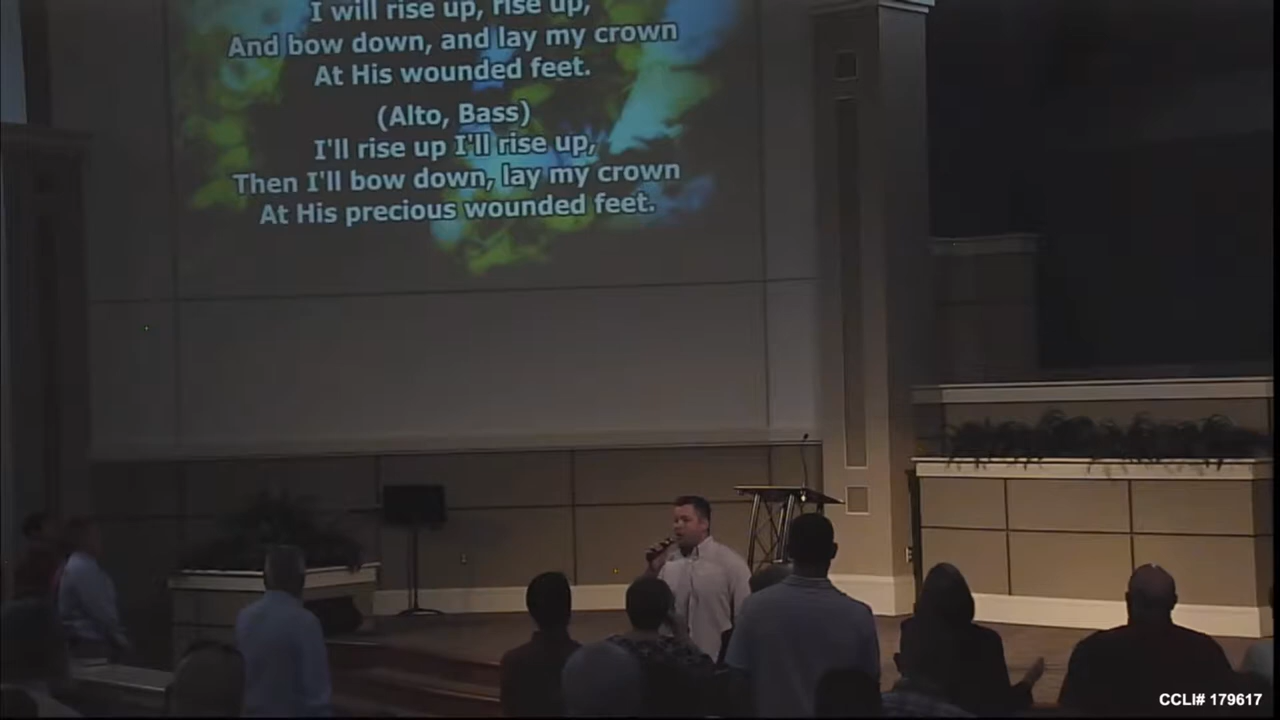 I will rise up, rise up,
And bow down, and lay my crown
At His wounded feet.
(Alto, Bass)
I'll rise up I'll rise up,
Then I'll bow down, lay my crown
At His precious wounded feet.
CCLI# 179617